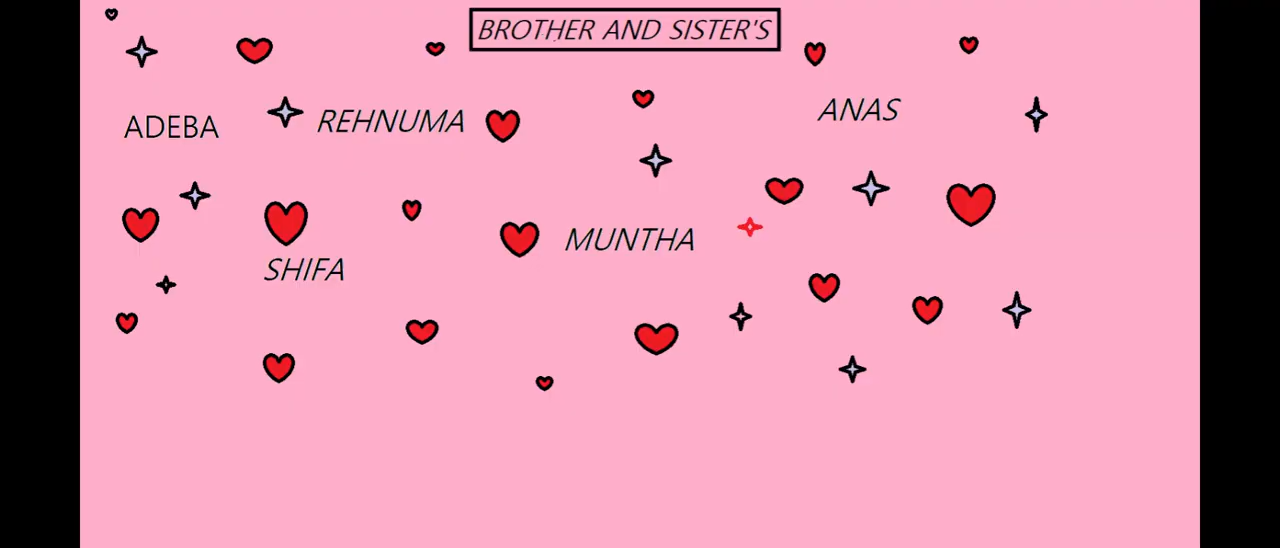 BROTHER AND SISTER'S
ADEBA
REHNUMA
ANAS
SHIFA
MUNTHA